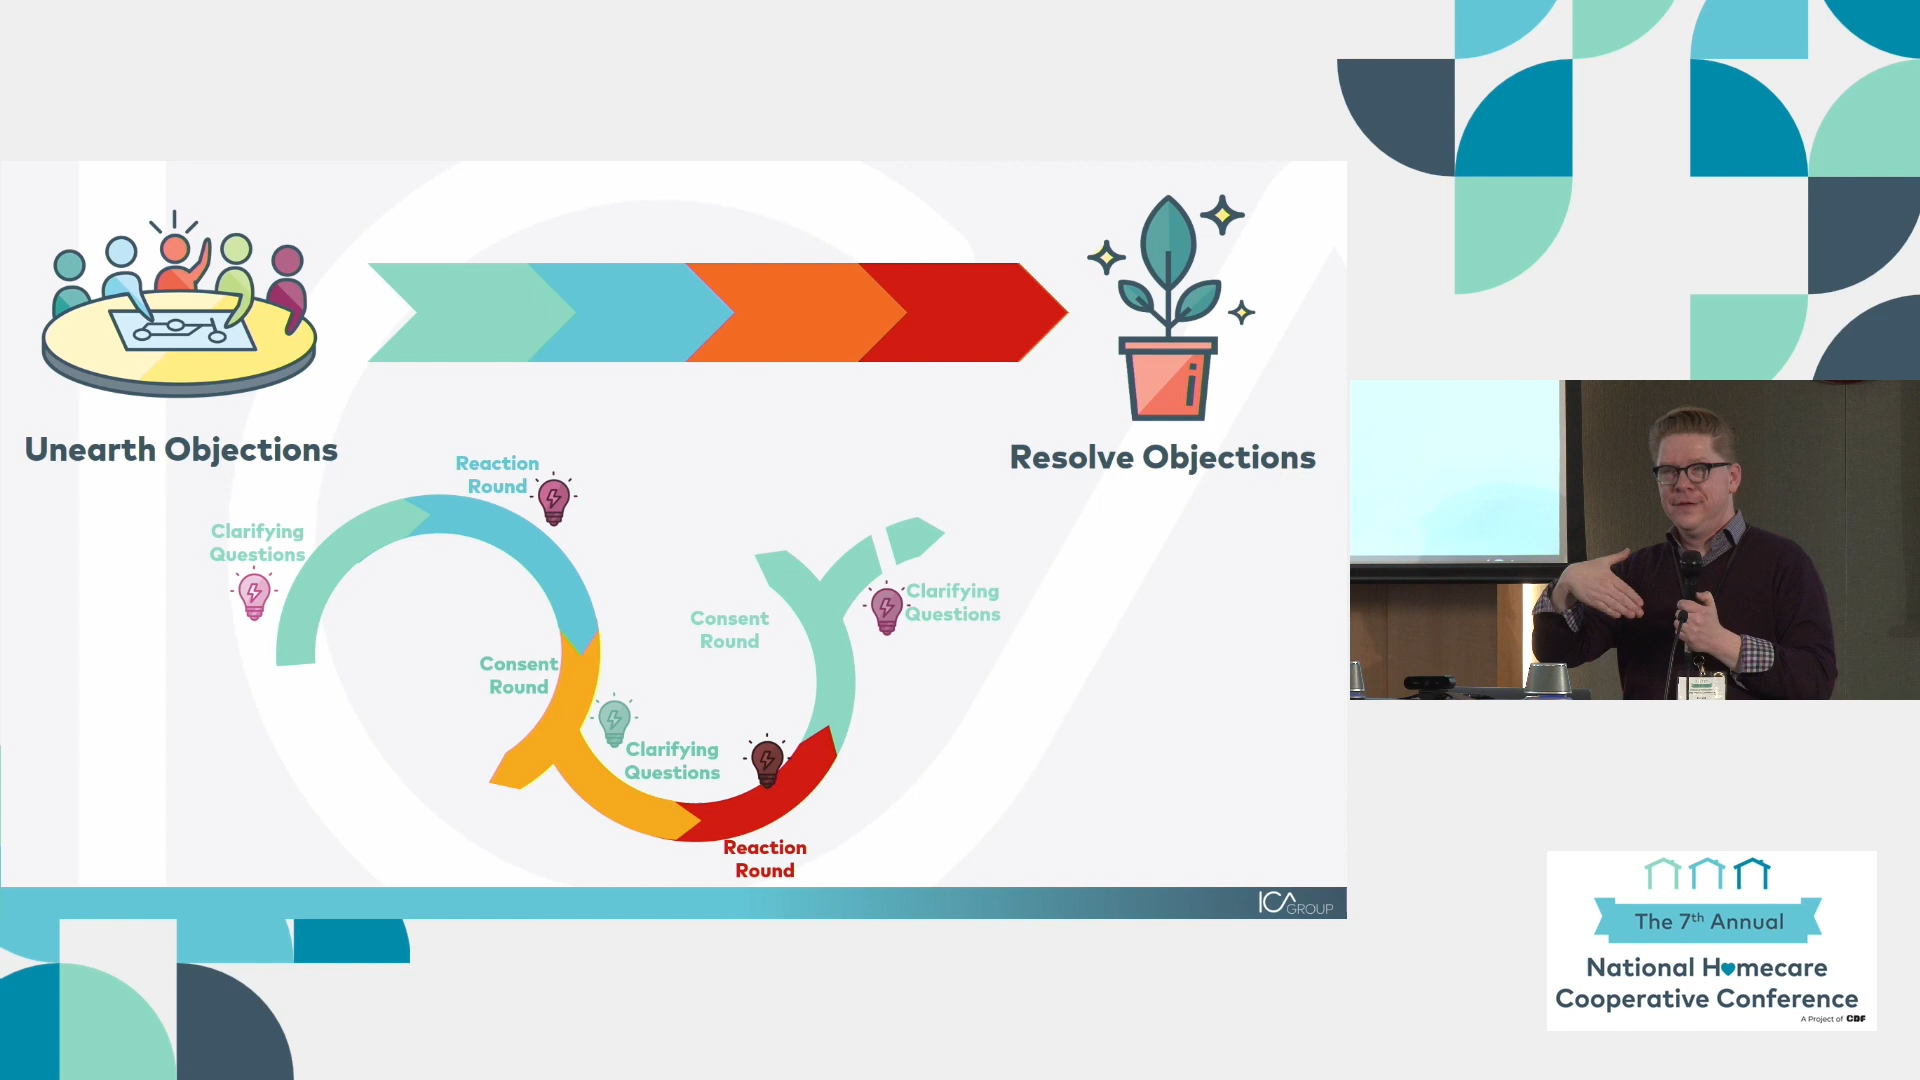 Unearth Objections
Resolve Objections
Reaction
Round
Clarifying
Questions
Consent
Round
Clarifying
Questions
Reaction
Round
Consent
Round
Clarifying
Questions
ICA
GROUP
The 7th Annual
National Homecare
Cooperative Conference
A Project of CDF